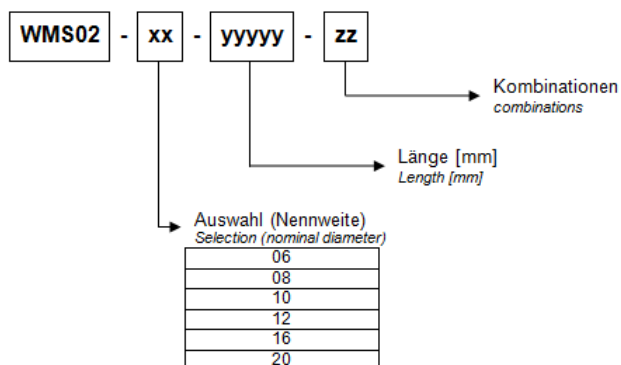 WMS02 - xx - yyyyy - zz
Kombinationen
combinations
Länge [mm]
Length [mm]
Auswahl (Nennweite)
Selection (nominal diameter)
06
08
10
12
16
20